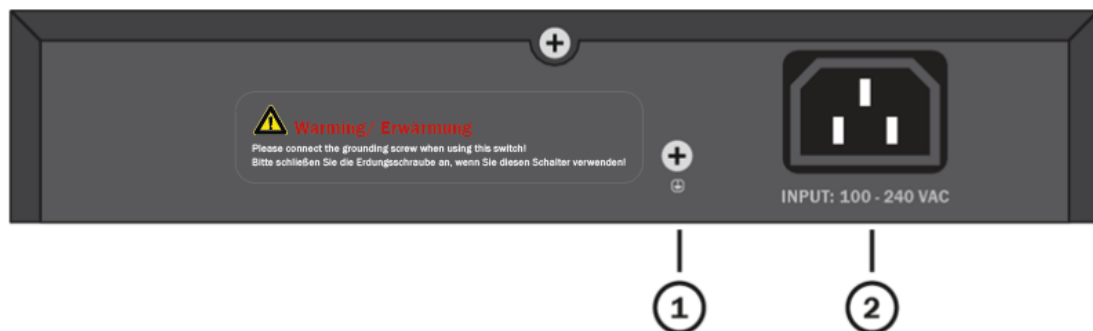 Warming/ Erwärmung
Please connect the grounding screw when using this switch!
Bitte schließen Sie die Erdungsschraube an, wenn Sie diesen Schalter verwenden!
INPUT: 100 - 240 VAC
1
2